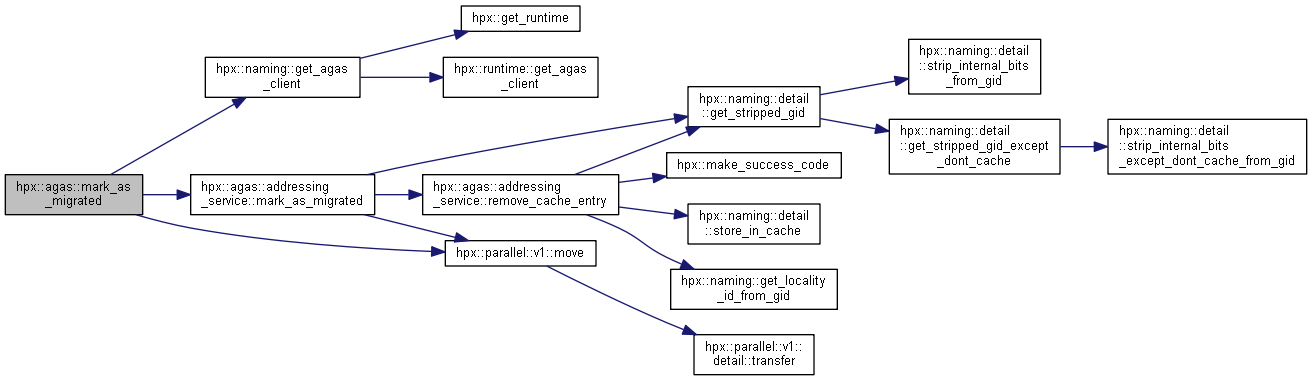 hpx::agas::mark_as
_migrated
hpx::naming::get_agas
_client
hpx::get_runtime
hpx::runtime::get_agas
_client
hpx::agas::addressing
_service::mark_as_migrated
hpx::agas::addressing
_service::remove_cache_entry
hpx::parallel::v1::move
hpx::naming::detail
::get_stripped_gid
hpx::make_success_code
hpx::naming::detail
::store_in_cache
hpx::naming::get_locality
_id_from_gid
hpx::parallel::v1::
detail::transfer
hpx::naming::detail
::strip_internal_bits
_from_gid
hpx::naming::detail
::get_stripped_gid_except
_dont_cache
hpx::naming::detail
::strip_internal_bits
_except_dont_cache_from_gid